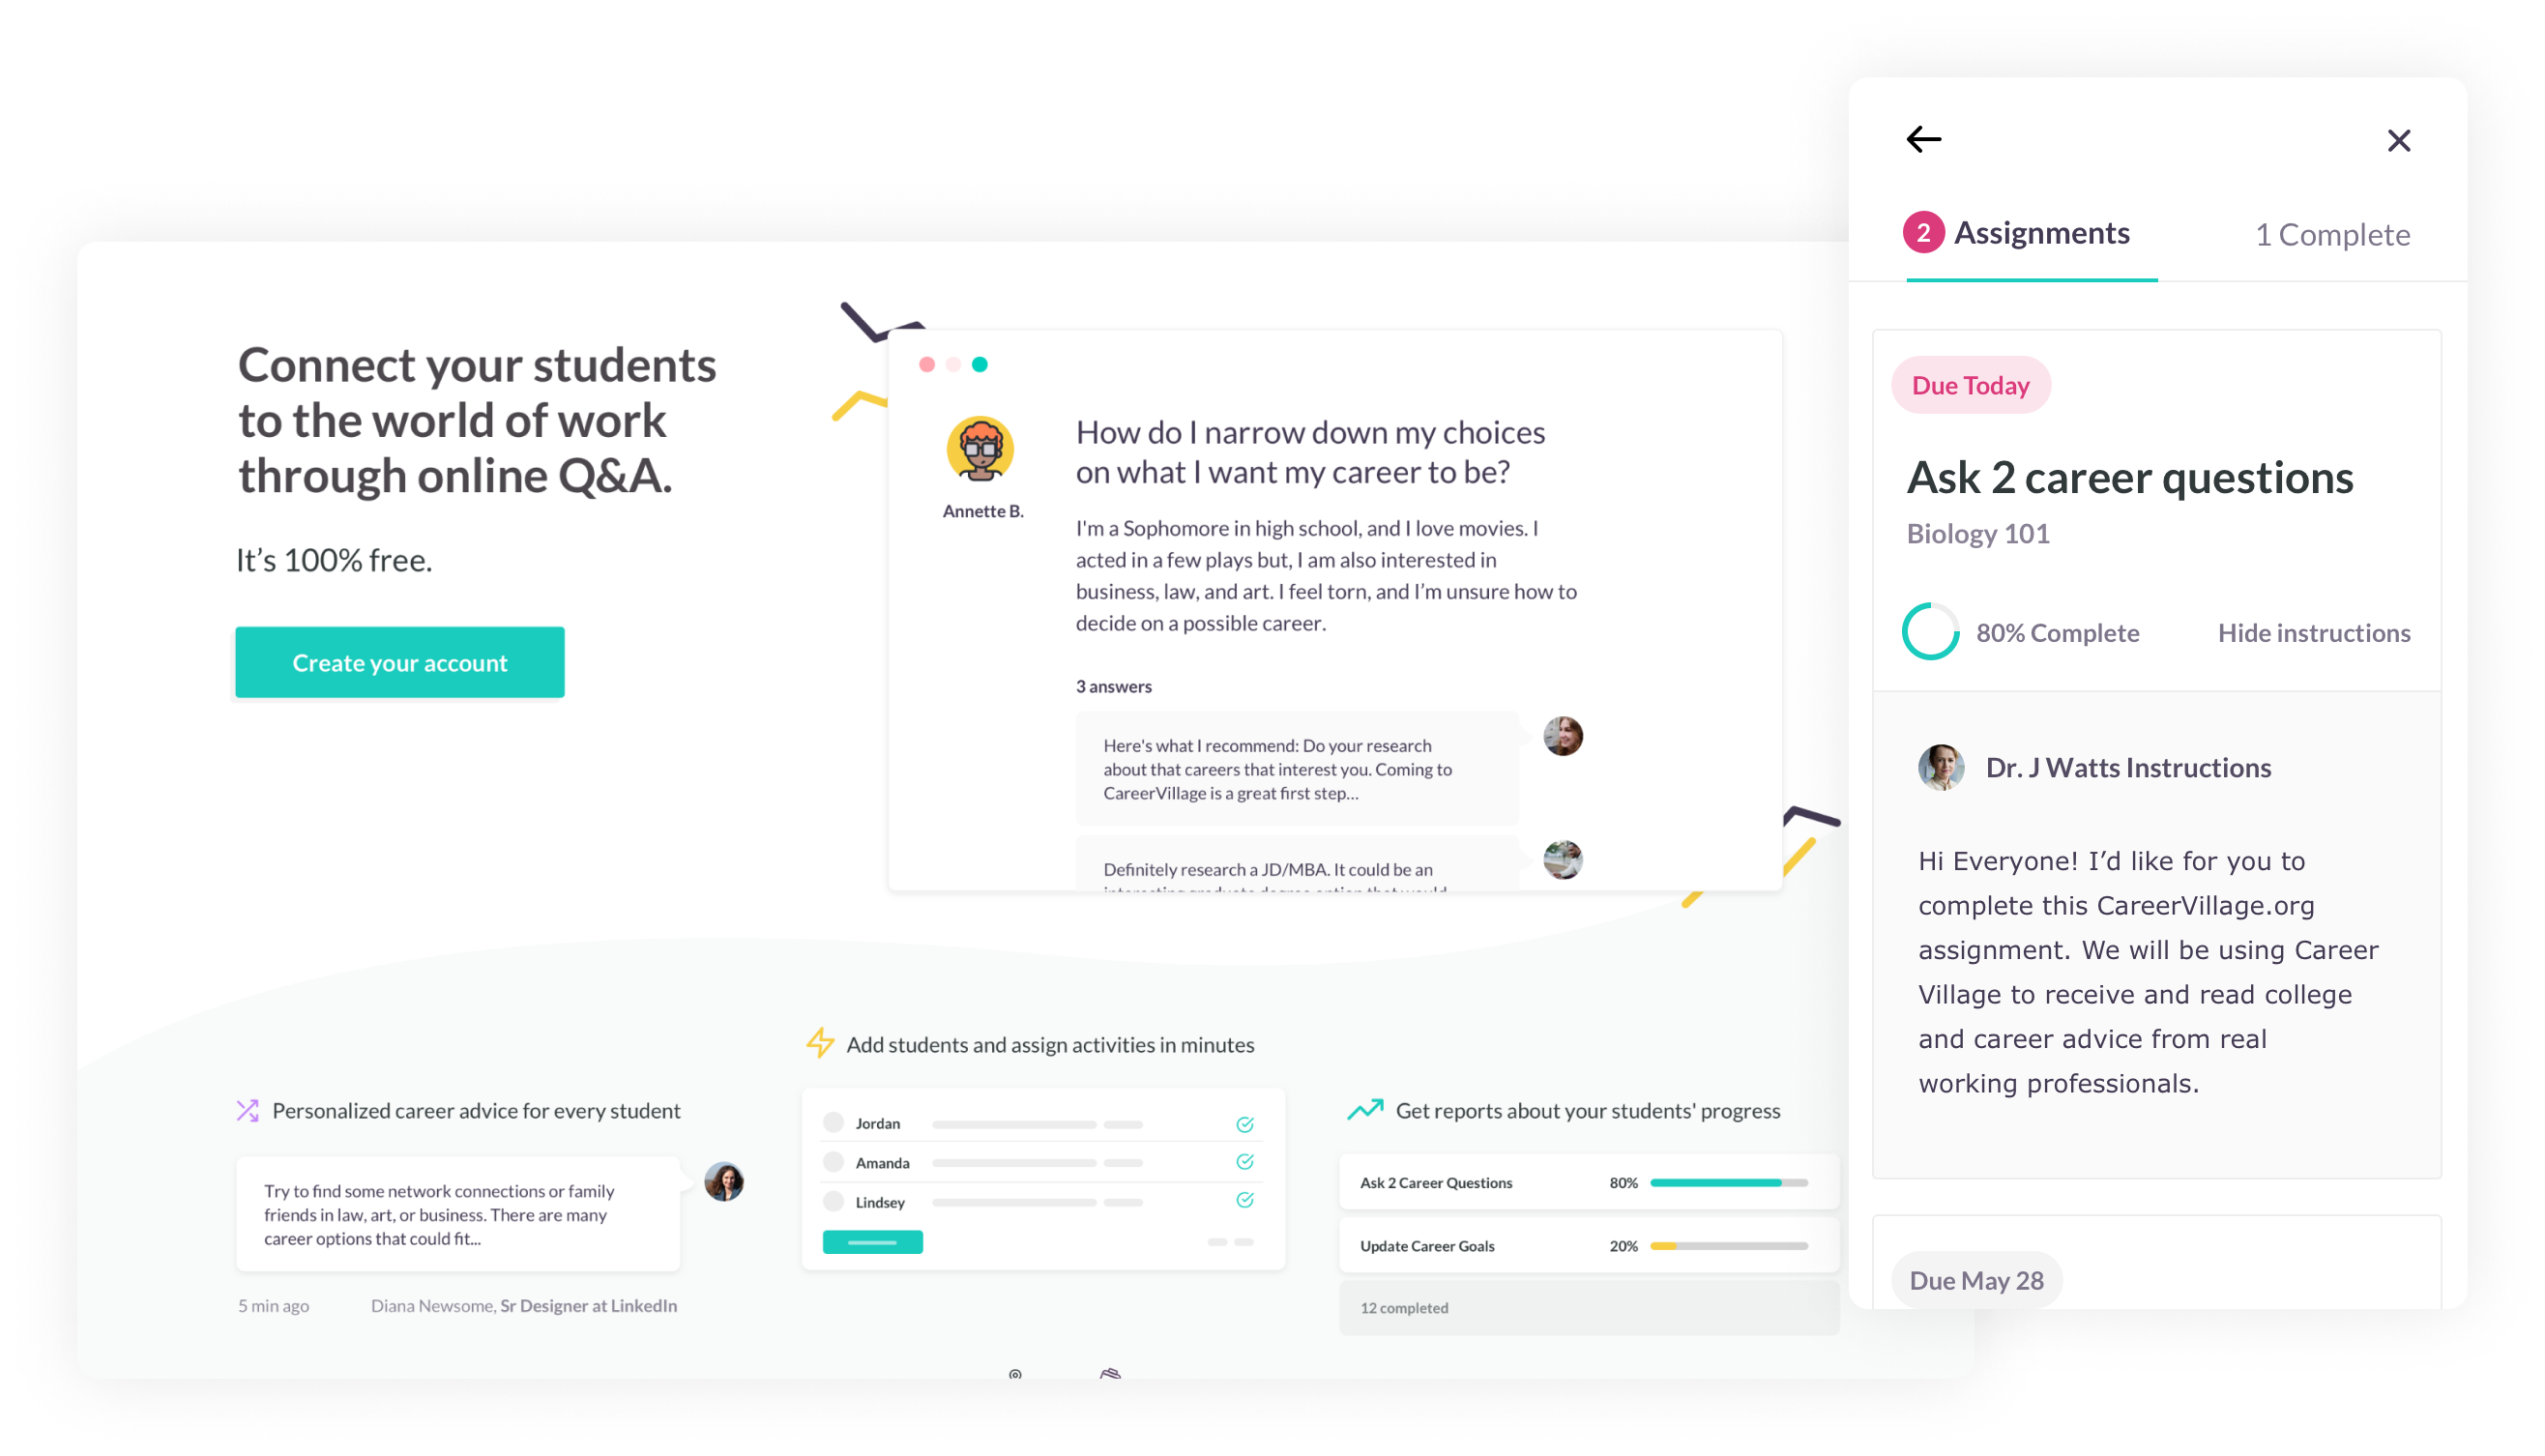 Connect your students
to the world of work
through online Q&A.
It’s 100% free.
Create your account
Annette B.
How do I narrow down my choices
on what I want my career to be?
I'm a Sophomore in high school, and I love movies. I
acted in a few plays but, I am also interested in
business, law, and art. I feel torn, and I’m unsure how to
decide on a possible career.
3 answers
Here's what I recommend: Do your research
about that careers that interest you. Coming to
CareerVillage is a great first step...
Definitely research a JD/MBA. It could be an
interesting graduate degree option that would
Personalized career advice for every student
Try to find some network connections or family
friends in law, art, or business. There are many
career options that could fit...
5 min ago
Diana Newsome, Sr Designer at LinkedIn
Add students and assign activities in minutes
Jordan
Amanda
Lindsey
Get reports about your students' progress
Ask 2 Career Questions 80%
Update Career Goals 20%
12 completed
2 Assignments
1 Complete
Due Today
Ask 2 career questions
Biology 101
80% Complete
Hide instructions
Dr. J Watts Instructions
Hi Everyone! I’d like for you to
complete this CareerVillage.org
assignment. We will be using Career
Village to receive and read college
and career advice from real
working professionals.
Due May 28